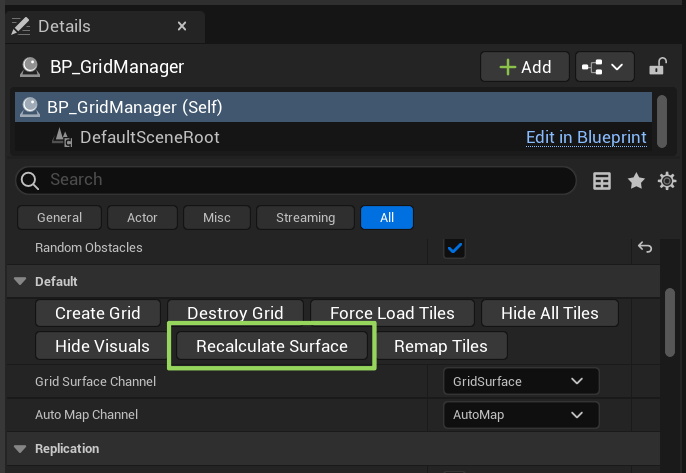 Details
BP_GridManager
Add
BP_GridManager (Self)
DefaultSceneRoot
Edit in Blueprint
Search
General Actor Misc Streaming All
Random Obstacles
Default
Create Grid Destroy Grid Force Load Tiles Hide All Tiles
Hide Visuals Recalculate Surface Remap Tiles
Grid Surface Channel GridSurface
Auto Map Channel AutoMap
Replication